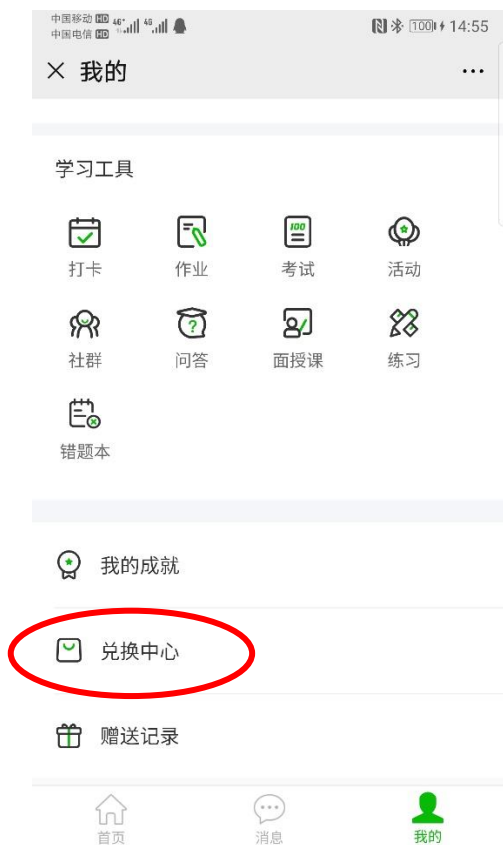 中国移动 HD 4G+ 4G
中国电信 HD
100 14:55
我的
学习工具
100
打卡 作业 考试 活动
?
社群 问答 面授课 练习
错题本
我的成就
兑换中心
赠送记录
首页 消息 我的